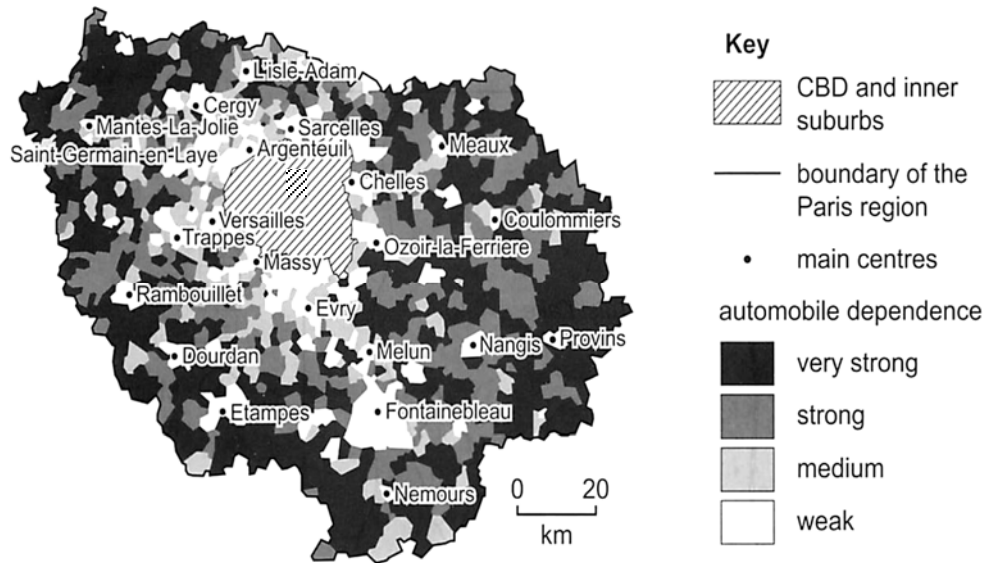 L'isle-Adam
Cergy
Mantes-La-Jolie
Sarcelles
Saint-Germain-en-Laye
Argenteuil
Meaux
Chelles
Versailles
Coulommiers
Trappes
Ozoir-la-Ferriere
Massy
Rambouillet
Evry
Dourdan
Melun
Nangis
Provins
Etampes
Fontainebleau
Nemours
0 20
km
Key
CBD and inner
suburbs
boundary of the
Paris region
main centres
automobile dependence
very strong
strong
medium
weak